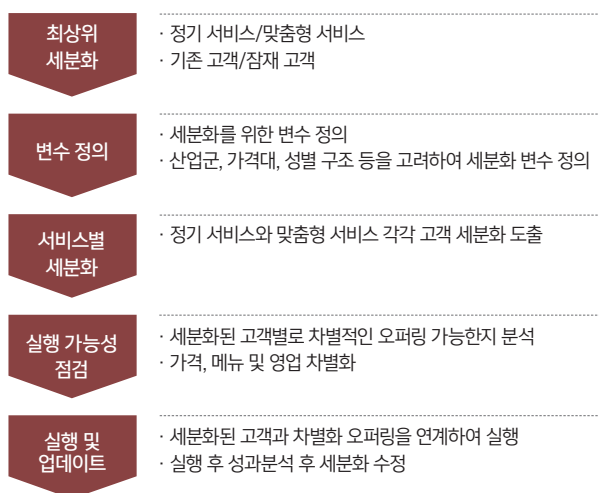 최상위
세분화
· 정기 서비스/맞춤형 서비스
· 기존 고객/잠재 고객
변수 정의
· 세분화를 위한 변수 정의
· 산업군, 가격대, 성별 구조 등을 고려하여 세분화 변수 정의
서비스별
세분화
· 정기 서비스와 맞춤형 서비스 각각 고객 세분화 도출
실행 가능성
점검
· 세분화된 고객별로 차별적인 오퍼링 가능한지 분석
· 가격, 메뉴 및 영업 차별화
실행 및
업데이트
· 세분화된 고객과 차별화 오퍼링을 연계하여 실행
· 실행 후 성과분석 후 세분화 수정